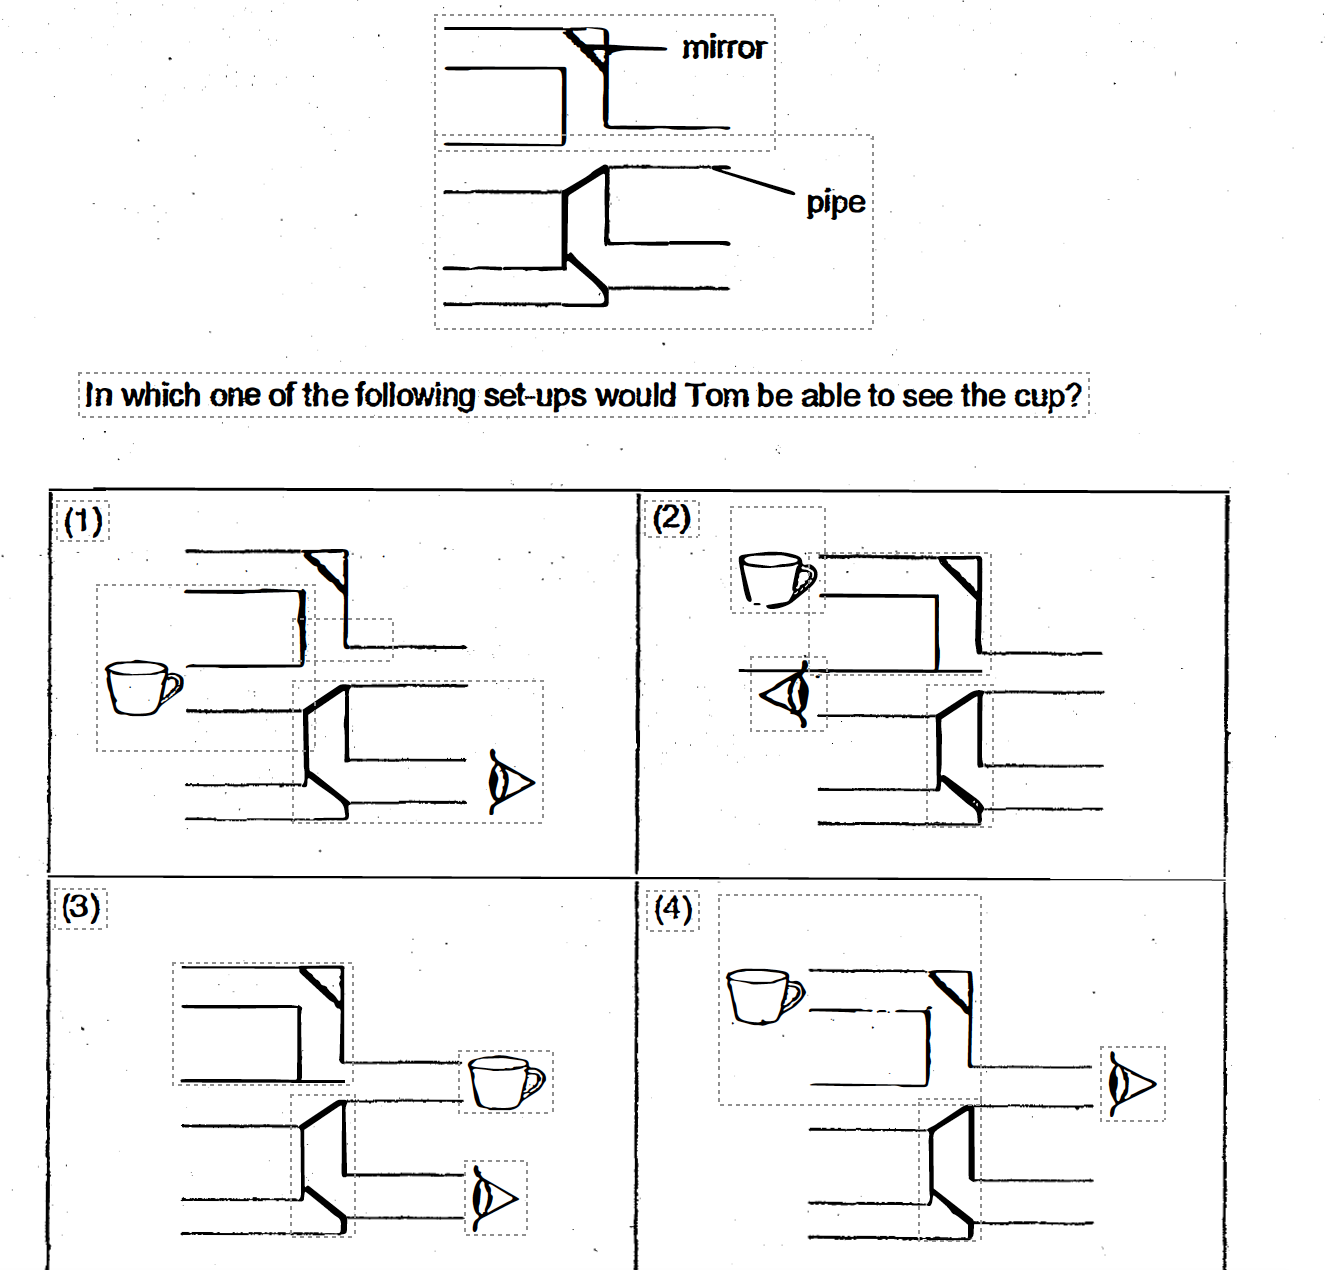 mirror
pipe
In which one of the following set-ups would Tom be able to see the cup?
(1)
(2)
(3)
(4)